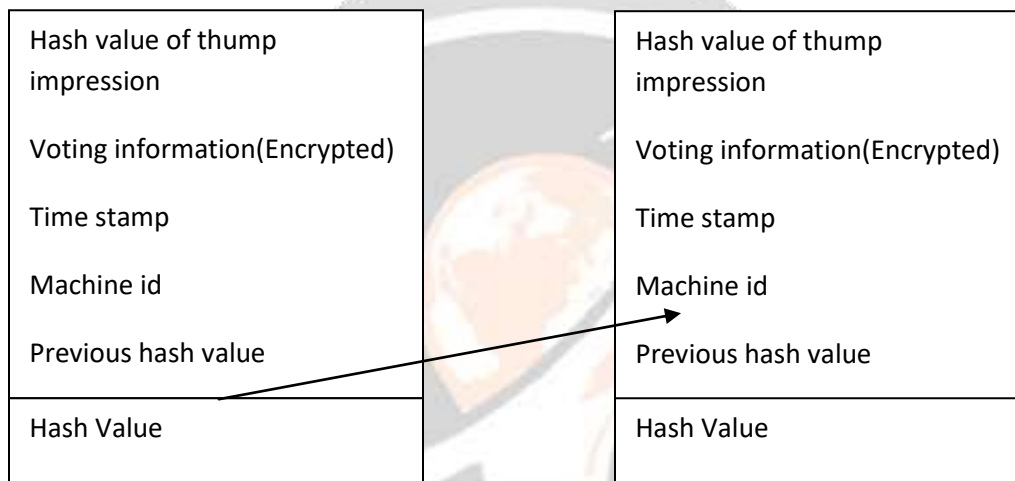 Hash value of thump
impression
Voting information(Encrypted)
Time stamp
Machine id
Previous hash value
Hash Value
Hash value of thump
impression
Voting information(Encrypted)
Time stamp
Machine id
Previous hash value
Hash Value